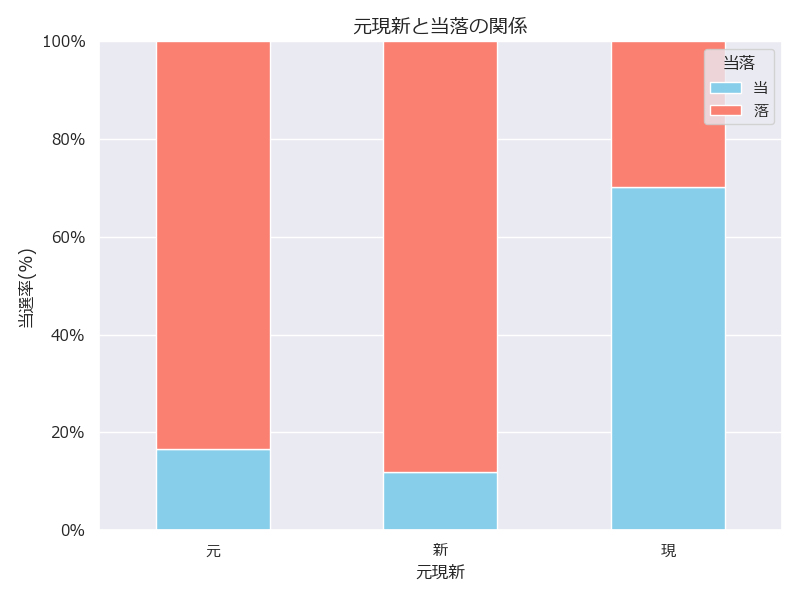 元現新と当落の関係
当落
当
落
当選率(%)
100%
80%
60%
40%
20%
0%
元
新
現
元現新